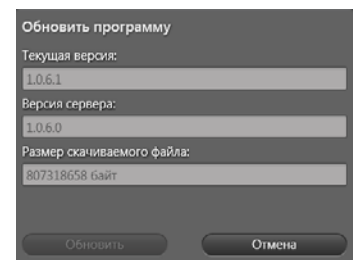 Обновить программу
Текущая версия:
1.0.6.1
Версия сервера:
1.0.6.0
Размер скачиваемого файла:
807318658 байт
Обновить
Отмена